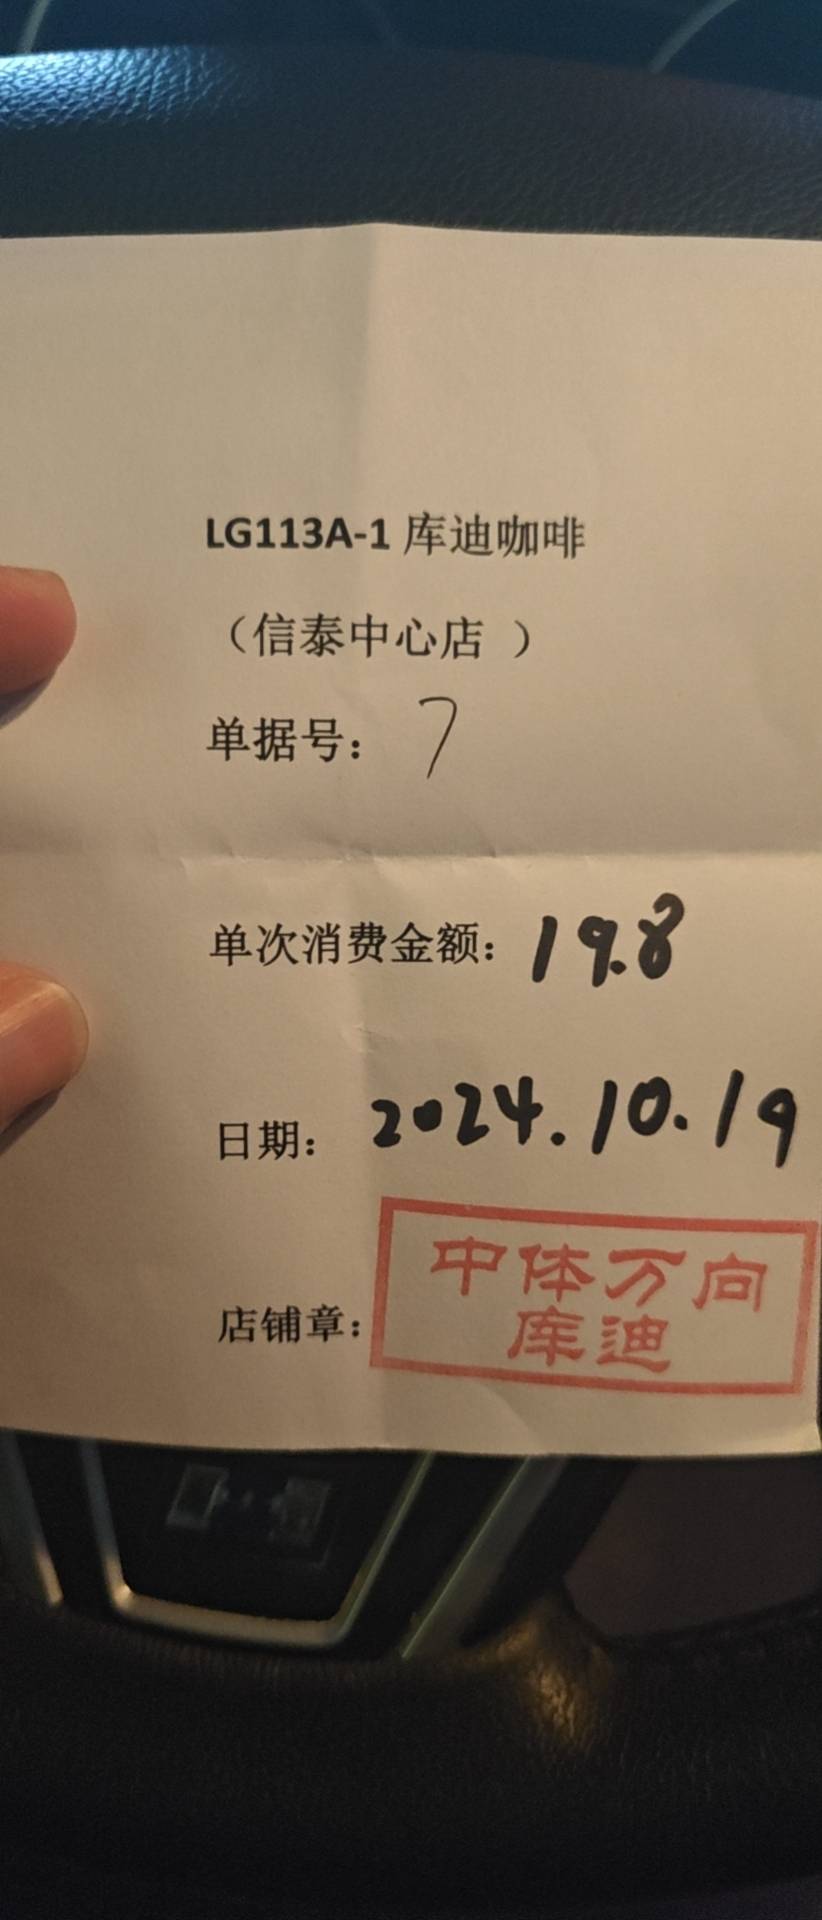 LG113A-1 库迪咖啡
（信泰中心店 ）
单据号： 7
单次消费金额：19.8
日期： 2024.10.19
店铺章：
中体万向
库迪